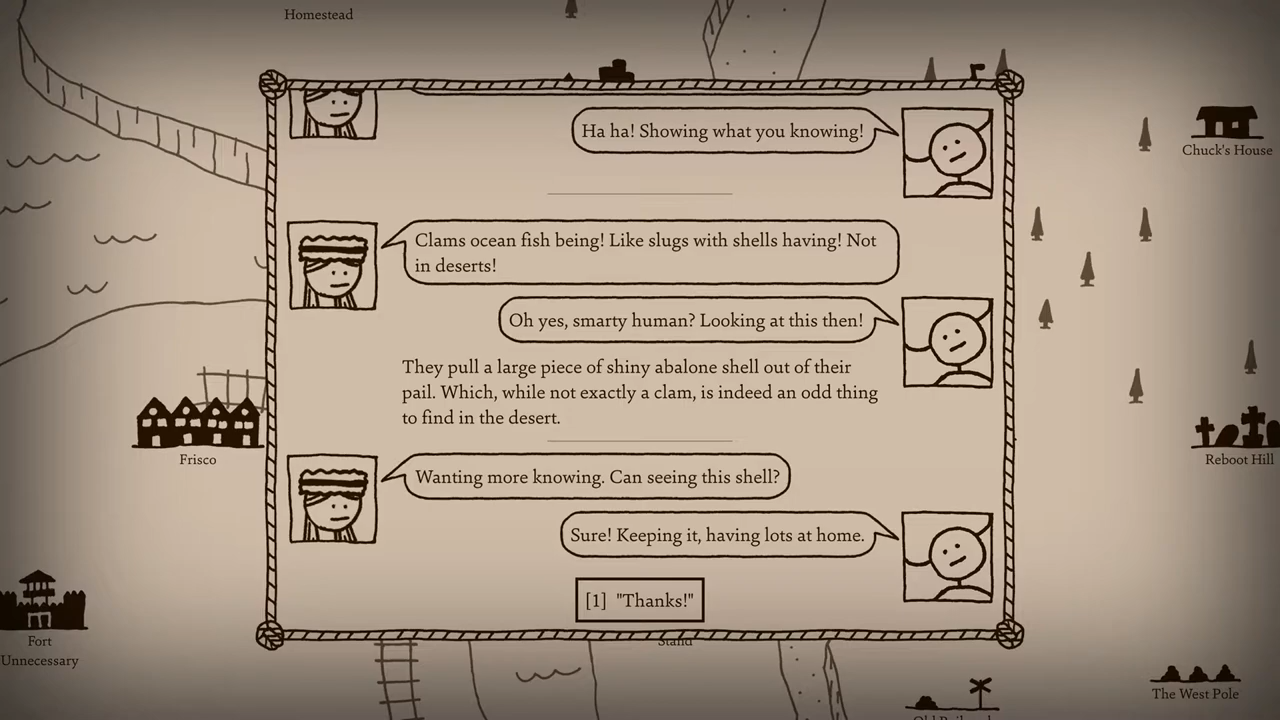 Homestead
Ha ha! Showing what you knowing!
Chuck's House
Clams ocean fish being! Like slugs with shells having! Not
in deserts!
Oh yes, smarty human? Looking at this then!
They pull a large piece of shiny abalone shell out of their
pail. Which, while not exactly a clam, is indeed an odd thing
to find in the desert.
Frisco
Reboot Hill
Wanting more knowing. Can seeing this shell?
Sure! Keeping it, having lots at home.
[1] "Thanks!"
Fort
Unnecessary
Stand
The West Pole
Old Railroad